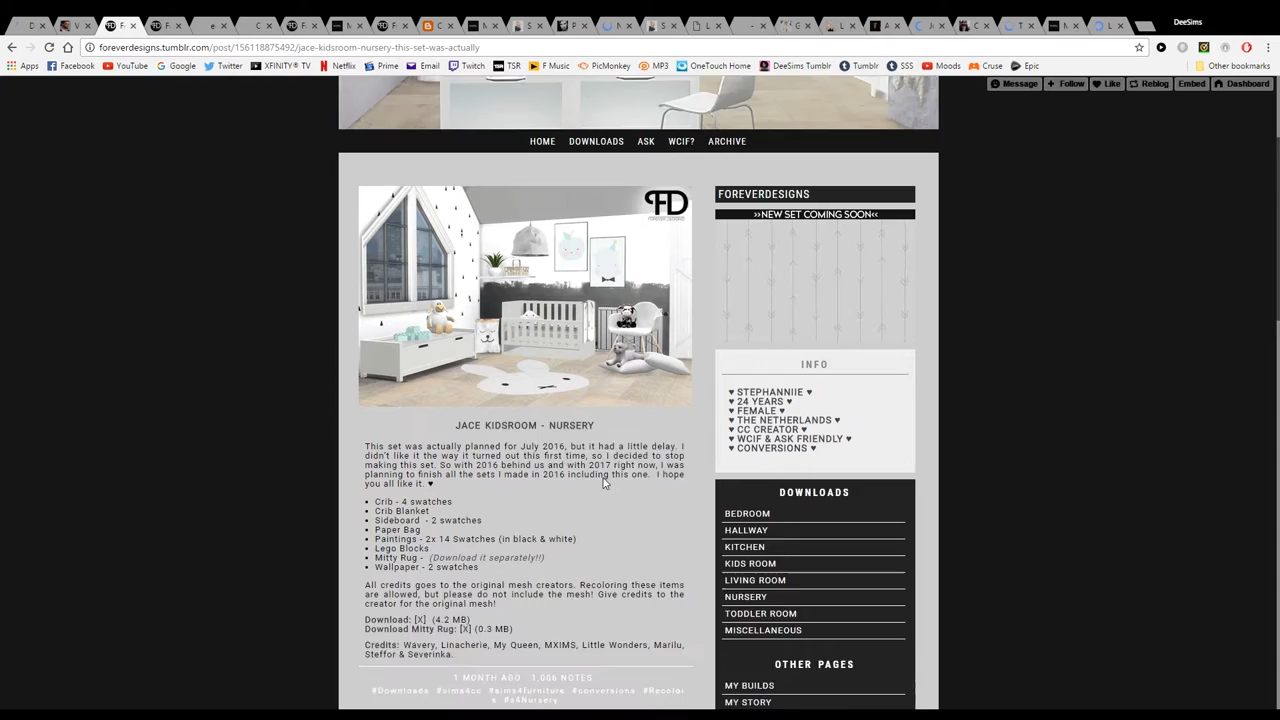 DeeSims
foreverdesigns.tumblr.com/post/156118875492/jace-kidsroom-nursery-this-set-was-actually
Apps Facebook YouTube Google Twitter XFINITY® TV Netflix Prime Email Twitch TSR F Music PicMonkey MP3 OneTouch Home DeeSims Tumblr Tumblr SSS Moods Cruse Epic Other bookmarks
Message Follow Like Reblog Embed Dashboard
HOME DOWNLOADS ASK WCIF? ARCHIVE
FD
FOREVERDESIGNS
>>NEW SET COMING SOON<<
INFO
♥ STEPHANNIIE ♥
♥ 24 YEARS ♥
♥ FEMALE ♥
♥ THE NETHERLANDS ♥
♥ CC CREATOR ♥
♥ WCIF & ASK FRIENDLY ♥
♥ CONVERSIONS ♥
JACE KIDSROOM - NURSERY
This set was actually planned for July 2016, but it had a little delay. I
didn't like it the way it turned out this first time, so I decided to stop
making this set. So with 2016 behind us and with 2017 right now, I was
planning to finish all the sets I made in 2016 including this one. I hope
you all like it. ♥
• Crib - 4 swatches
• Crib Blanket
• Sideboard - 2 swatches
• Paper Bag
• Paintings - 2x 14 Swatches (in black & white)
• Lego Blocks
• Mitty Rug - (Download it separately!!)
• Wallpaper - 2 swatches
All credits goes to the original mesh creators. Recoloring these items
are allowed, but please do not include the mesh! Give credits to the
creator for the original mesh!
Download: [X] (4.2 MB)
Download Mitty Rug: [X] (0.3 MB)
Credits: Wavery, Linacherie, My Queen, MXIMS, Little Wonders, Marilu,
Steffor & Severinka.
1 MONTH AGO 1,006 NOTES
#Downloads #sims4cc #sims4furniture #conversions #Recolor
s #s4Nursery
DOWNLOADS
BEDROOM
HALLWAY
KITCHEN
KIDS ROOM
LIVING ROOM
NURSERY
TODDLER ROOM
MISCELLANEOUS
OTHER PAGES
MY BUILDS
MY STORY